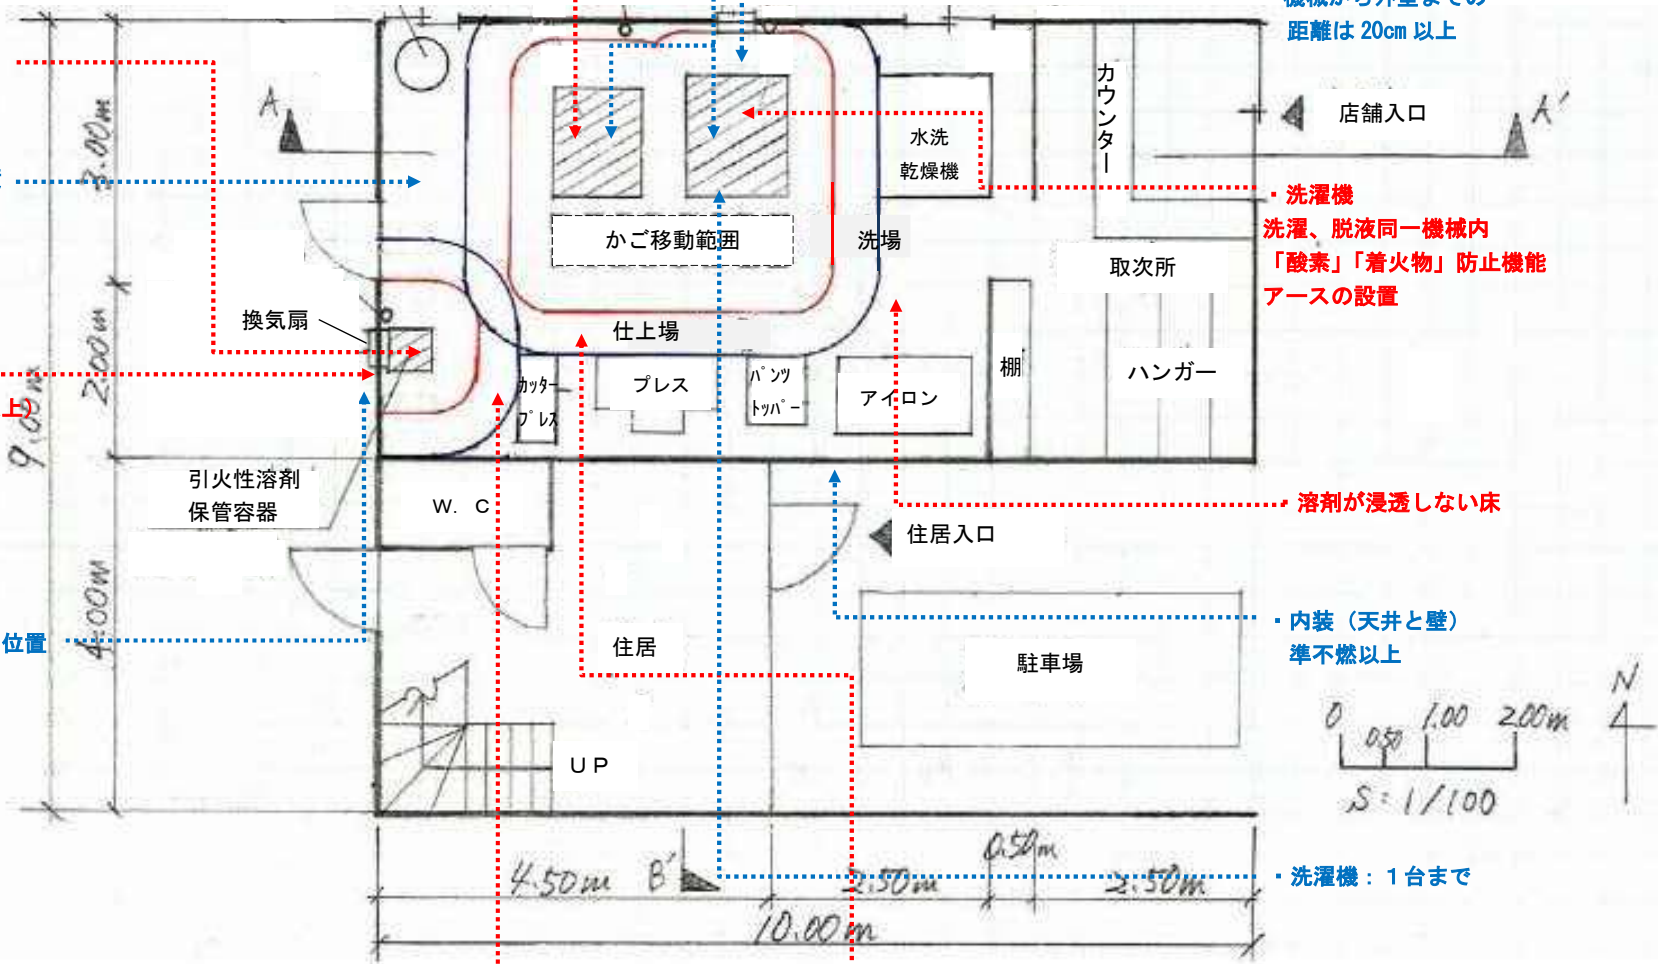 距離は 20cm 以上
A
3.00m
カウンター
店舗入口
A′
水洗
乾燥機
・洗濯機
洗濯、脱液同一機械内
「酸素」「着火物」防止機能
アースの設置
かご移動範囲
洗場
取次所
換気扇
仕上場
2.00m
9.00m
棚
ハンガー
カッター
プレス
プレス
パンツ
トッパー
アイロン
上)
引火性溶剤
保管容器
W. C
・溶剤が浸透しない床
住居入口
4.00m
位置
住居
駐車場
・内装（天井と壁）
準不燃以上
N
0
0.50
1.00
2.00m
S:1/100
UP
0.50m
4.50m
B′
2.50m
2.50m
・洗濯機：１台まで
10.00m